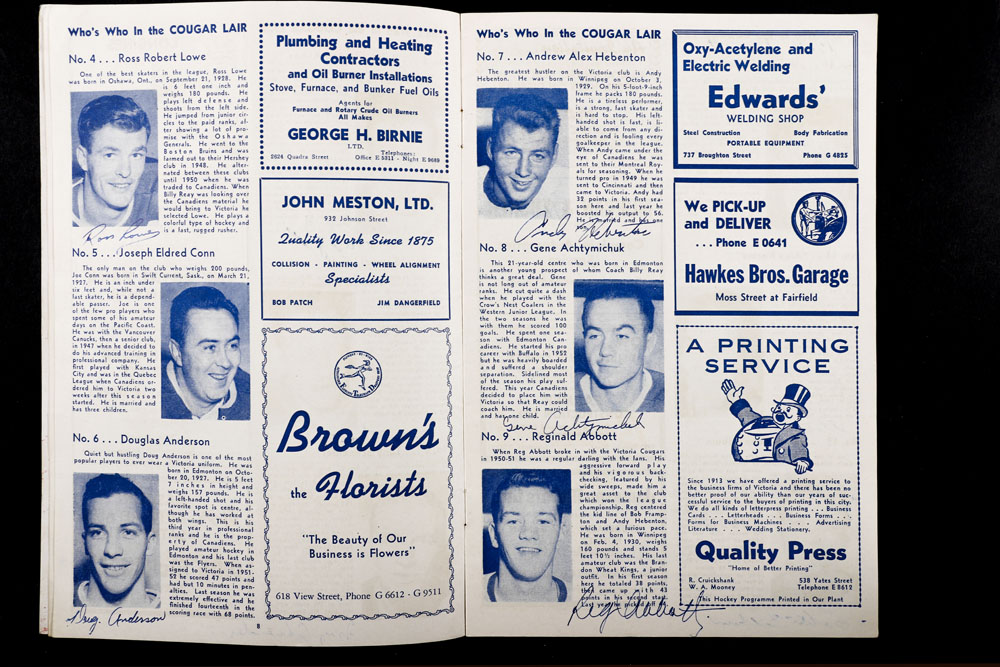 Who's Who In the COUGAR LAIR
No. 4 . . . Ross Robert Lowe
One of the best skaters in the league, Ross Lowe
was born in Oshawa, Ont., on September 21, 1928. He
is 6 feet one inch and
weighs 180 pounds. He
plays left defense and
shoots from the left side.
He jumped from junior cir-
cles to the paid ranks, af-
ter showing a lot of pro-
mise with the Oshawa
Generals. He went to the
Boston Bruins and was
farmed out to their Hershey
club in 1948. He alter-
nated between these clubs
until 1950 when he was
traded to Canadiens. When
Billy Reay was looking over
the Canadiens material he
would bring to Victoria he
selected Lowe. He plays a
colorful type of hockey and
is a fast, rugged rusher.
Ross Lowe
No. 5 . . . Joseph Eldred Conn
The only man on the club who weighs 200 pounds,
Joe Conn was born in Swift Current, Sask., on March 21,
1927. He is an inch under
six feet and, while not a
fast skater, he is a depend-
able passer. Joe is one
of the few pro players who
spent some of his amateur
days on the Pacific Coast.
He was with the Vancouver
Canucks, then a senior club,
in 1947 when he decided to
do his advanced training in
professional company. He
first played with Kansas
City and was in the Quebec
League when Canadiens or-
dered him to Victoria two
weeks after this season
started. He is married and
has three children.
No. 6 . . . Douglas Anderson
Quiet but hustling Doug Anderson is one of the most
popular players to ever wear a Victoria uniform. He was
born in Edmonton on Octo-
ber 20, 1927. He is 5 feet
7 inches in height and
weighs 157 pounds. He is
a left-handed shot and his
favorite spot is centre, al-
though he has worked at
both wings. This is his
third year in professional
ranks and he is the prop-
erty of Canadiens. He
played amateur hockey in
Edmonton and his last club
was the Flyers. When as-
signed to Victoria in 1951-
52 he scored 47 points and
had but 10 minutes in pen-
alties. Last season he was
extremely effective and he
finished fourteenth in the
scoring race with 68 points.
Doug Anderson
8
Plumbing and Heating
Contractors
and Oil Burner Installations
Stove, Furnace, and Bunker Fuel Oils
Agents for
Furnace and Rotary Crude Oil Burners
All Makes
GEORGE H. BIRNIE
LTD.
Telephones:
2624 Quadra Street Office E 5311 - Night E 9689
JOHN MESTON, LTD.
932 Johnson Street
Quality Work Since 1875
COLLISION - PAINTING - WHEEL ALIGNMENT
Specialists
BOB PATCH JIM DANGERFIELD
Brown's
the Florists
"The Beauty of Our
Business is Flowers"
618 View Street, Phone G 6612 - G 9511
Who's Who In the COUGAR LAIR
No. 7 . . . Andrew Alex Hebenton
The greatest hustler on the Victoria club is Andy
Hebenton. He was born in Winnipeg on October 3,
1929. On his 5-foot-9-inch
frame he packs 180 pounds.
He is a tireless performer,
is a strong, fast skater and
is hard to stop. His left-
handed shot is fast, is li-
able to come from any di-
rection and is fooling every
goalkeeper in the league.
When Andy came under the
eye of Canadiens he was
sent to their Montreal Roy-
als for seasoning. When he
turned pro in 1949 he was
sent to Cincinnati and then
came to Victoria. Andy had
32 points in his first sea-
son here and last year he
boosted his output to 56.
He is married and has one
son.
Andy Hebenton
No. 8 . . . Gene Achtymichuk
This 21-year-old centre who was born in Edmonton
is another young prospect of whom Coach Billy Reay
thinks a great deal. Gene
is not long out of amateur
ranks. He cut quite a dash
when he played with the
Crow's Nest Coalers in the
Western Junior League. In
the two seasons he was
with them he scored 100
goals. He spent one sea-
son with Edmonton Can-
adiens. He started his pro
career with Buffalo in 1952
but he was heavily boarded
and suffered a shoulder
separation. Sidelined most
of the season his play suf-
fered. This year Canadiens
decided to place him with
Victoria so that Reay could
coach him. He is married
and has one child.
Gene Achtymichuk
No. 9 . . . Reginald Abbott
When Reg Abbott broke in with the Victoria Cougars
in 1950-51 he was a regular darling with the fans. His
aggressive forward play
and his vigorous back-
checking, featured by his
wide sweeps, made him a
great asset to the club
which won the league
championship. Reg centered
the kid line of Bob Framp-
ton and Andy Hebenton,
which set a furious pace.
He was born in Winnipeg
on Feb. 4, 1930, weighs
160 pounds and stands 5
feet 10½ inches. His last
amateur club was the Bran-
don Wheat Kings, a junior
outfit. In his first season
here he totaled 38 points,
then came up with 43
points in his second start.
Last year he picked off
Reg Abbott
Oxy-Acetylene and
Electric Welding
Edwards'
WELDING SHOP
Steel Construction Body Fabrication
PORTABLE EQUIPMENT
737 Broughton Street Phone G 4825
We PICK-UP
and DELIVER
. . . Phone E 0641
Hawkes Bros. Garage
Moss Street at Fairfield
A PRINTING
SERVICE
Since 1913 we have offered a printing service to
the business firms of Victoria and there has been no
better proof of our ability than our years of suc-
cessful service to the buyers of printing in this city.
We do all kinds of letterpress printing . . . Business
Cards . . . Letterheads . . . Business Forms . . .
Forms for Business Machines . . . Advertising
Literature . . . Wedding Stationery.
Quality Press
"Home of Better Printing"
R. Cruickshank 538 Yates Street
W. A. Mooney Telephone E 8612
This Hockey Programme Printed in Our Plant